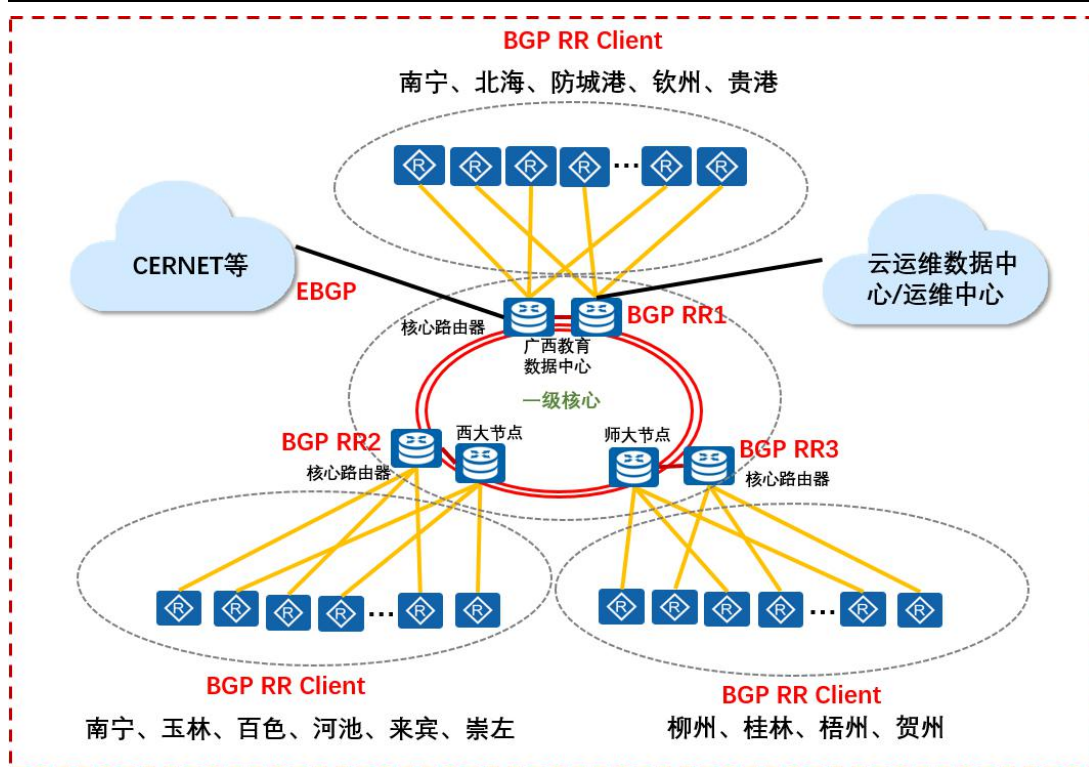 BGP RR Client
南宁、北海、防城港、钦州、贵港
R
R
R
R
...
R
R
CERNET等
EBGP
云运维数据中
心/运维中心
核心路由器
BGP RR1
广西教育
数据中心
一级核心
BGP RR2
西大节点
师大节点
BGP RR3
核心路由器
核心路由器
R
R
R
R
...
R
R
R
R
R
R
...
R
R
BGP RR Client
南宁、玉林、百色、河池、来宾、崇左
BGP RR Client
柳州、桂林、梧州、贺州